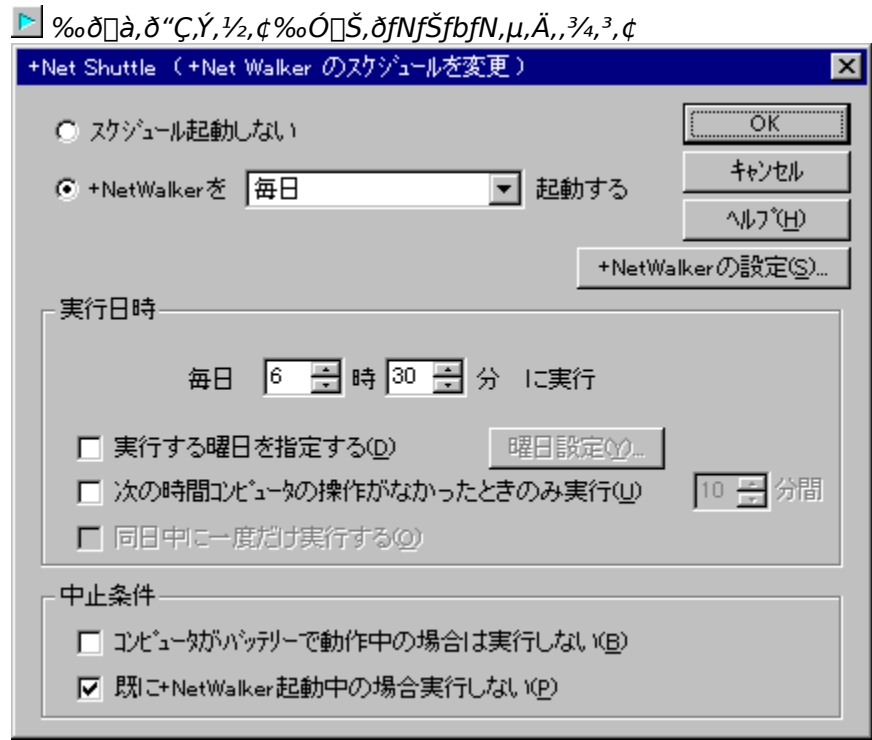 ‰ð□à‚ð“Ç‚Ý‚½‚¢‰Ó□Š‚ðƒNƒŠƒbƒN‚µ‚Ä‚‚¾‚³‚¢
+Net Shuttle （+Net Walker のスケジュールを変更）
スケジュール起動しない
OK
+NetWalkerを 毎日 起動する
キャンセル
ヘルプ(H)
+NetWalkerの設定(S)...
実行日時
毎日 6 時 30 分 に実行
実行する曜日を指定する(D) 曜日設定(Y)...
次の時間コンピュータの操作がなかったときのみ実行(U) 10 分間
同日中に一度だけ実行する(O)
中止条件
コンピュータがバッテリーで動作中の場合は実行しない(B)
既に+NetWalker起動中の場合実行しない(P)